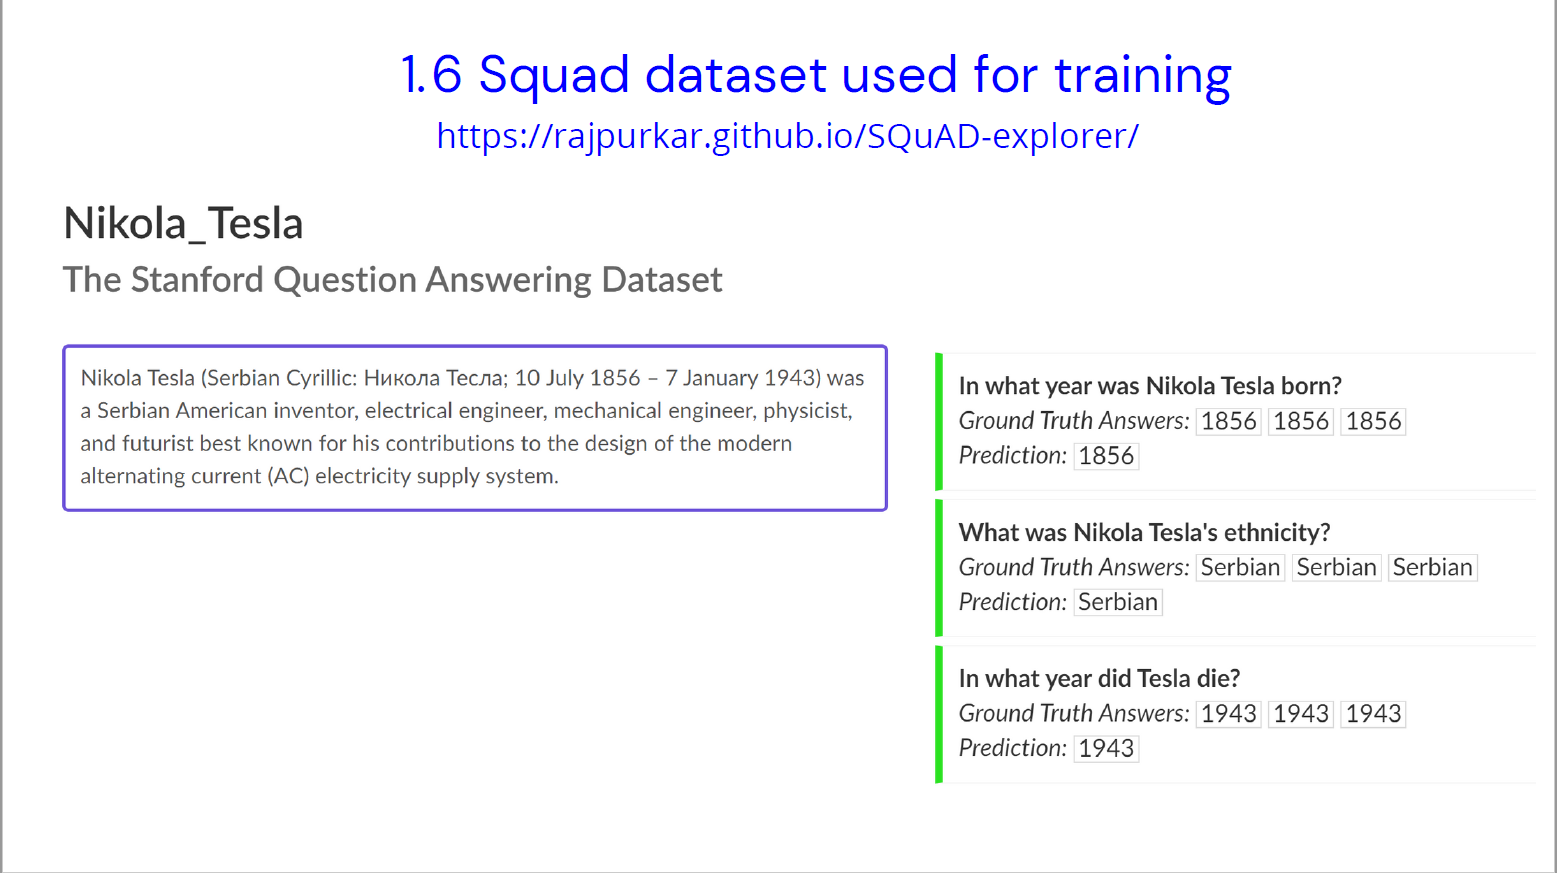 1.6 Squad dataset used for training
https://rajpurkar.github.io/SQuAD-explorer/
Nikola_Tesla
The Stanford Question Answering Dataset
Nikola Tesla (Serbian Cyrillic: Никола Тесла; 10 July 1856 – 7 January 1943) was
a Serbian American inventor, electrical engineer, mechanical engineer, physicist,
and futurist best known for his contributions to the design of the modern
alternating current (AC) electricity supply system.
In what year was Nikola Tesla born?
Ground Truth Answers: 1856 1856 1856
Prediction: 1856
What was Nikola Tesla's ethnicity?
Ground Truth Answers: Serbian Serbian Serbian
Prediction: Serbian
In what year did Tesla die?
Ground Truth Answers: 1943 1943 1943
Prediction: 1943